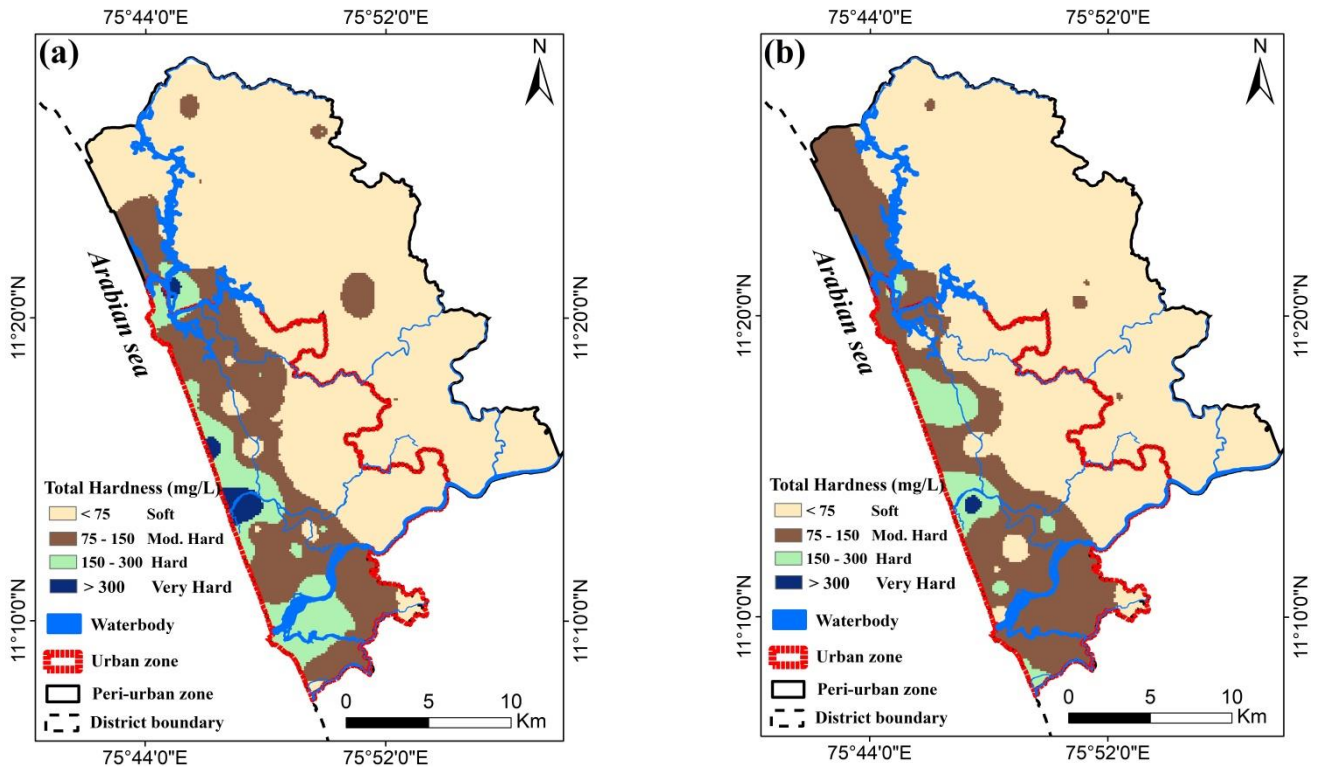 75°44'0"E 75°52'0"E
(a)
N
Arabian sea
11°20'0"N 11°20'0"N
11°10'0"N 11°10'0"N
Total Hardness (mg/L)
< 75 Soft
75 - 150 Mod. Hard
150 - 300 Hard
> 300 Very Hard
Waterbody
Urban zone
Peri-urban zone
District boundary
0 5 10
Km
75°44'0"E 75°52'0"E
75°44'0"E 75°52'0"E
(b)
N
Arabian sea
11°20'0"N 11°20'0"N
11°10'0"N 11°10'0"N
Total Hardness (mg/L)
< 75 Soft
75 - 150 Mod. Hard
150 - 300 Hard
> 300 Very Hard
Waterbody
Urban zone
Peri-urban zone
District boundary
0 5 10
Km
75°44'0"E 75°52'0"E